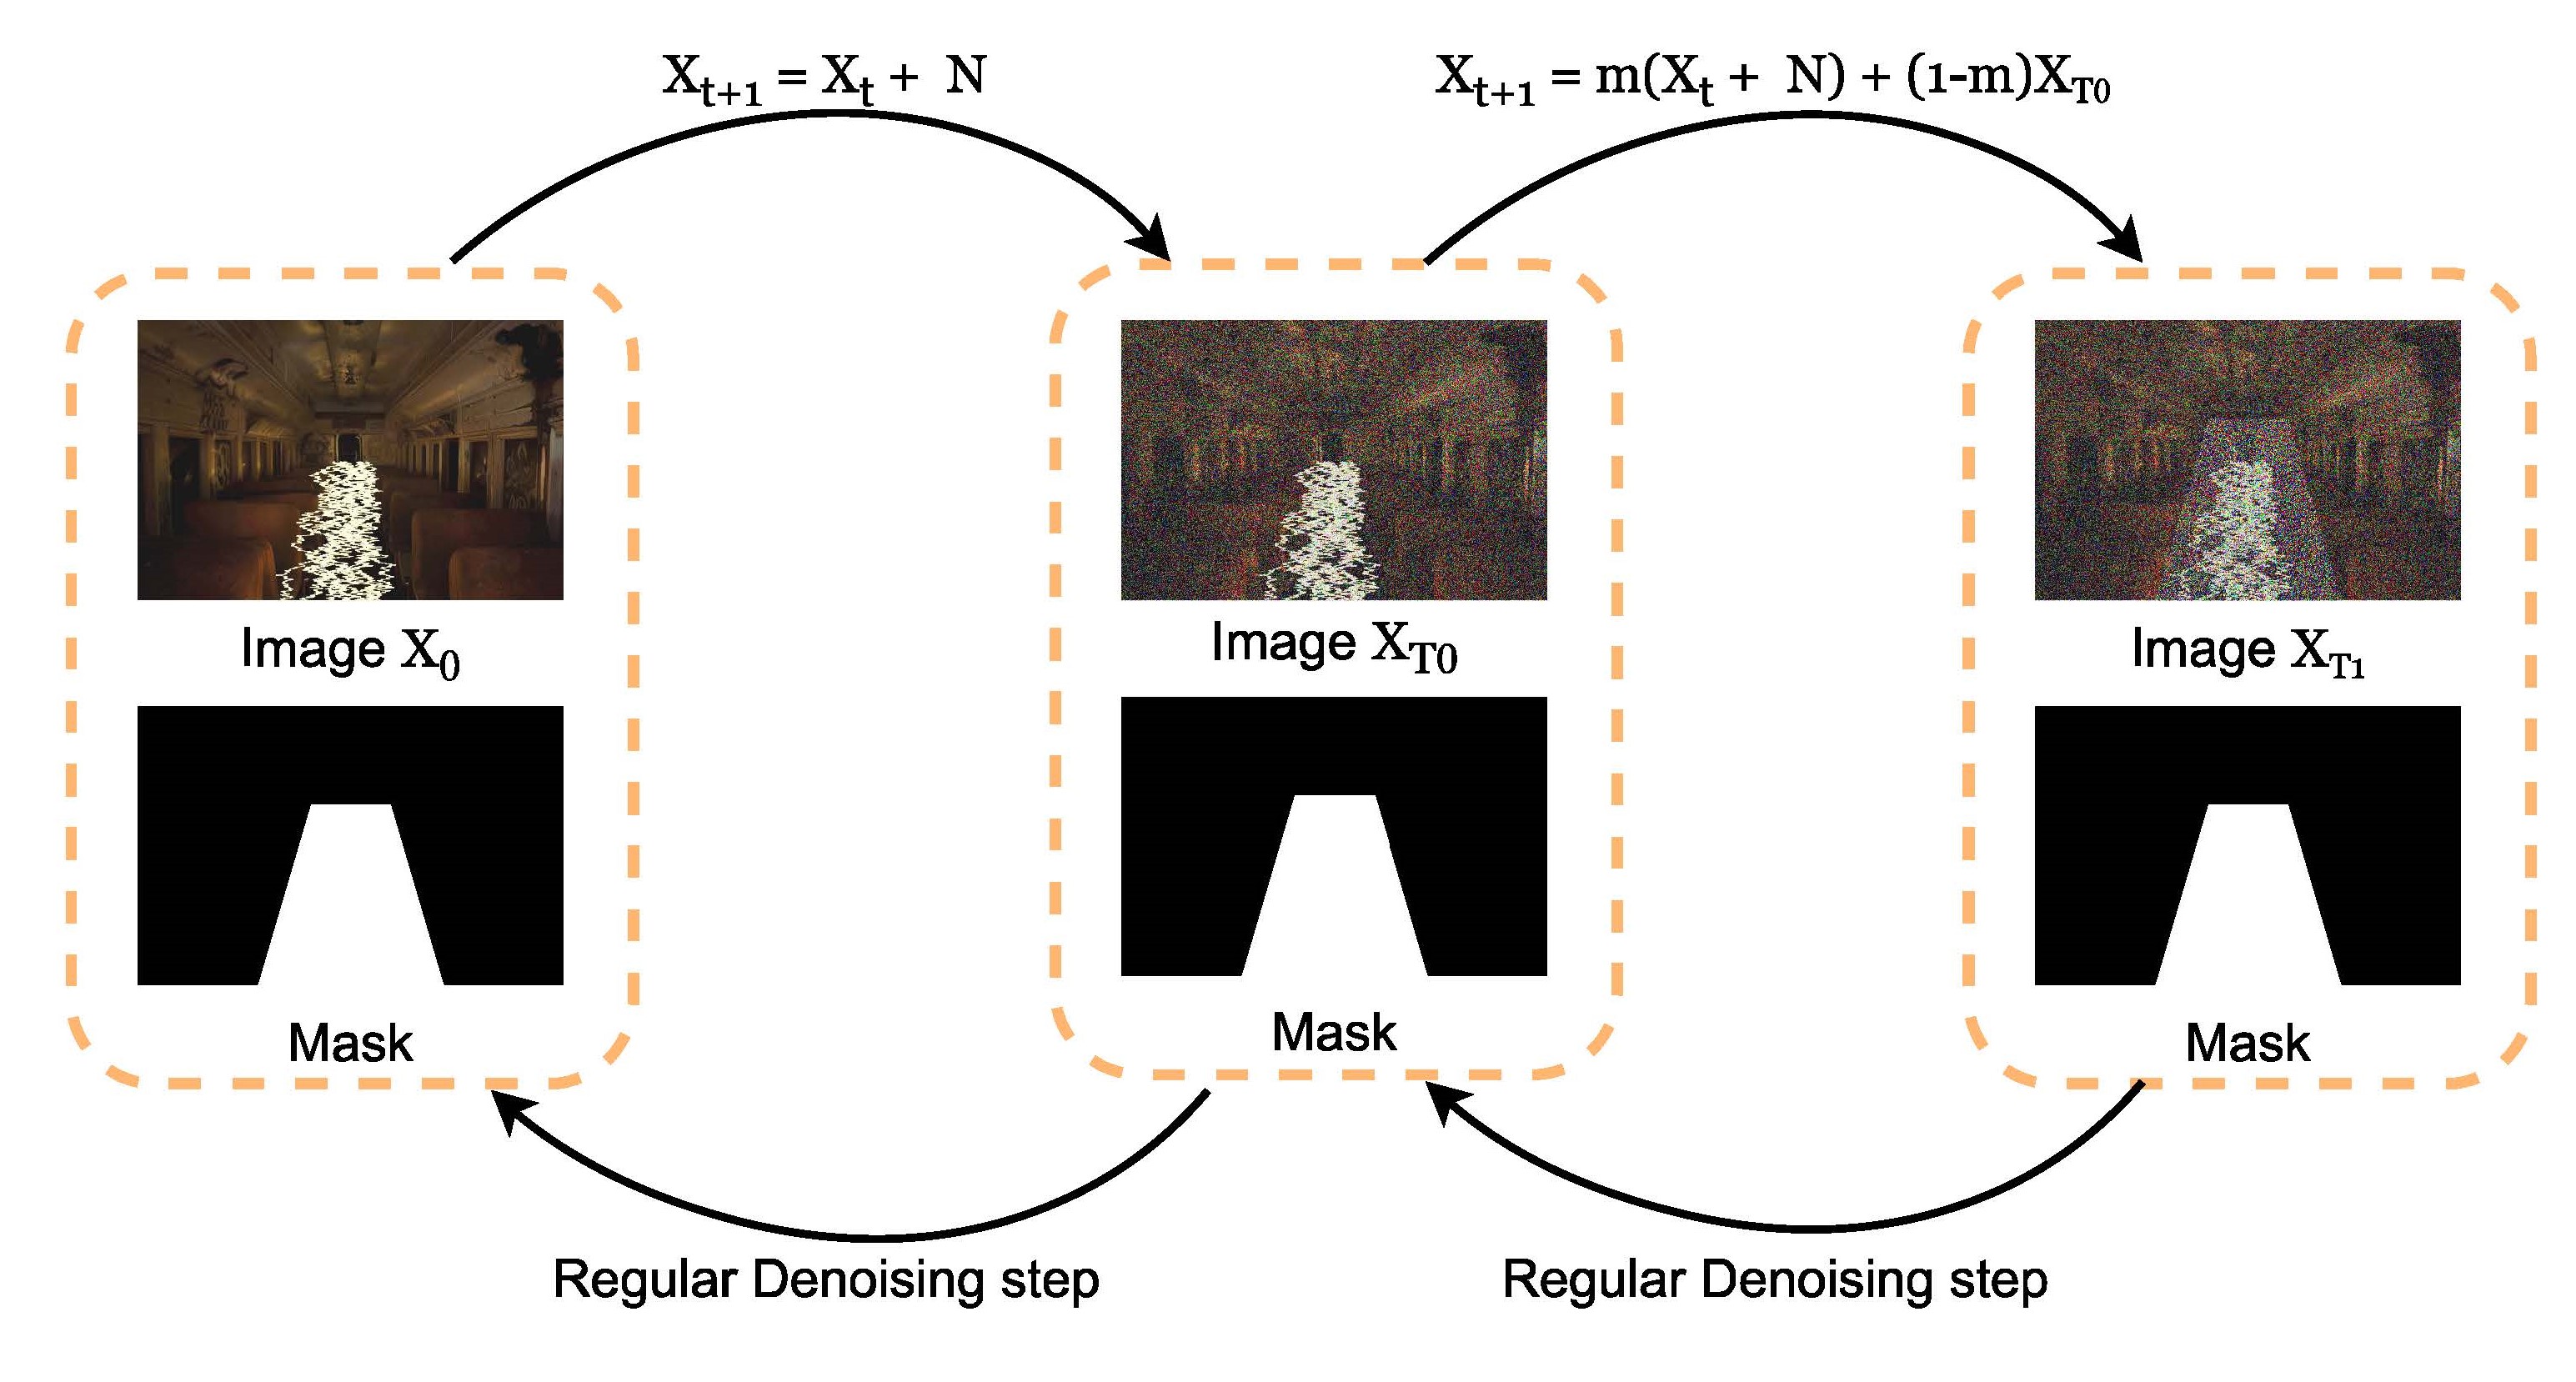 X_{t+1} = X_t + N
X_{t+1} = m(X_t + N) + (1-m)X_{T0}
Image X_0
Image X_{T0}
Image X_{T1}
Mask
Mask
Mask
Regular Denoising step
Regular Denoising step